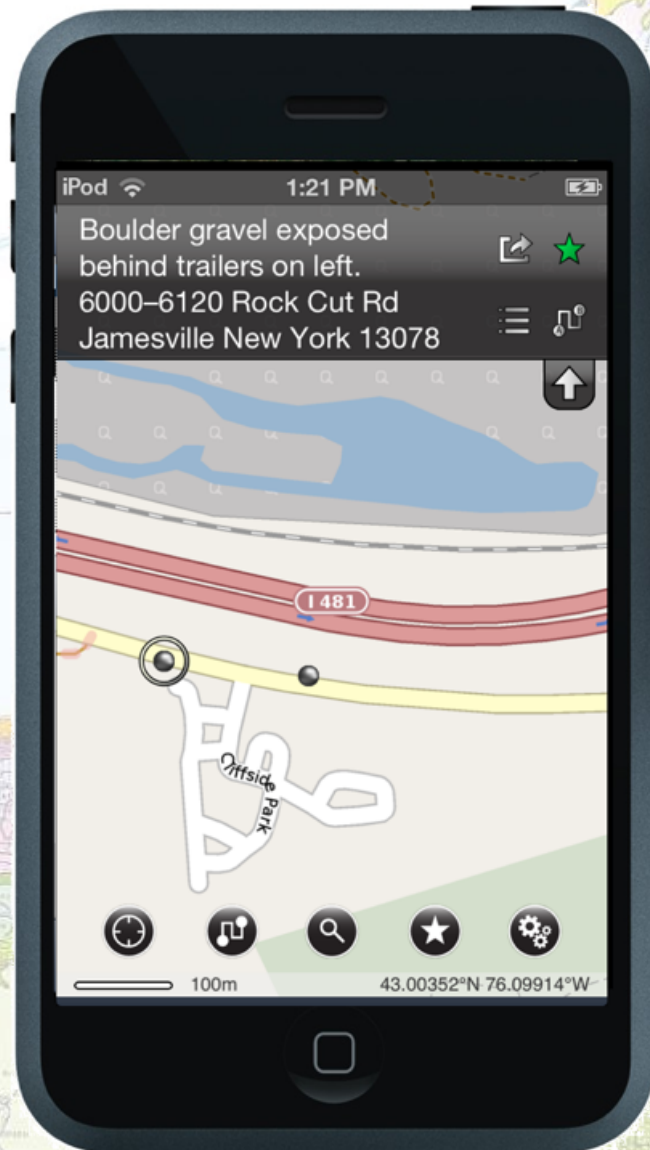 iPod
1:21 PM
Boulder gravel exposed
behind trailers on left.
6000–6120 Rock Cut Rd
Jamesville New York 13078
I 481
Cliffside Park
100m
43.00352°N 76.09914°W